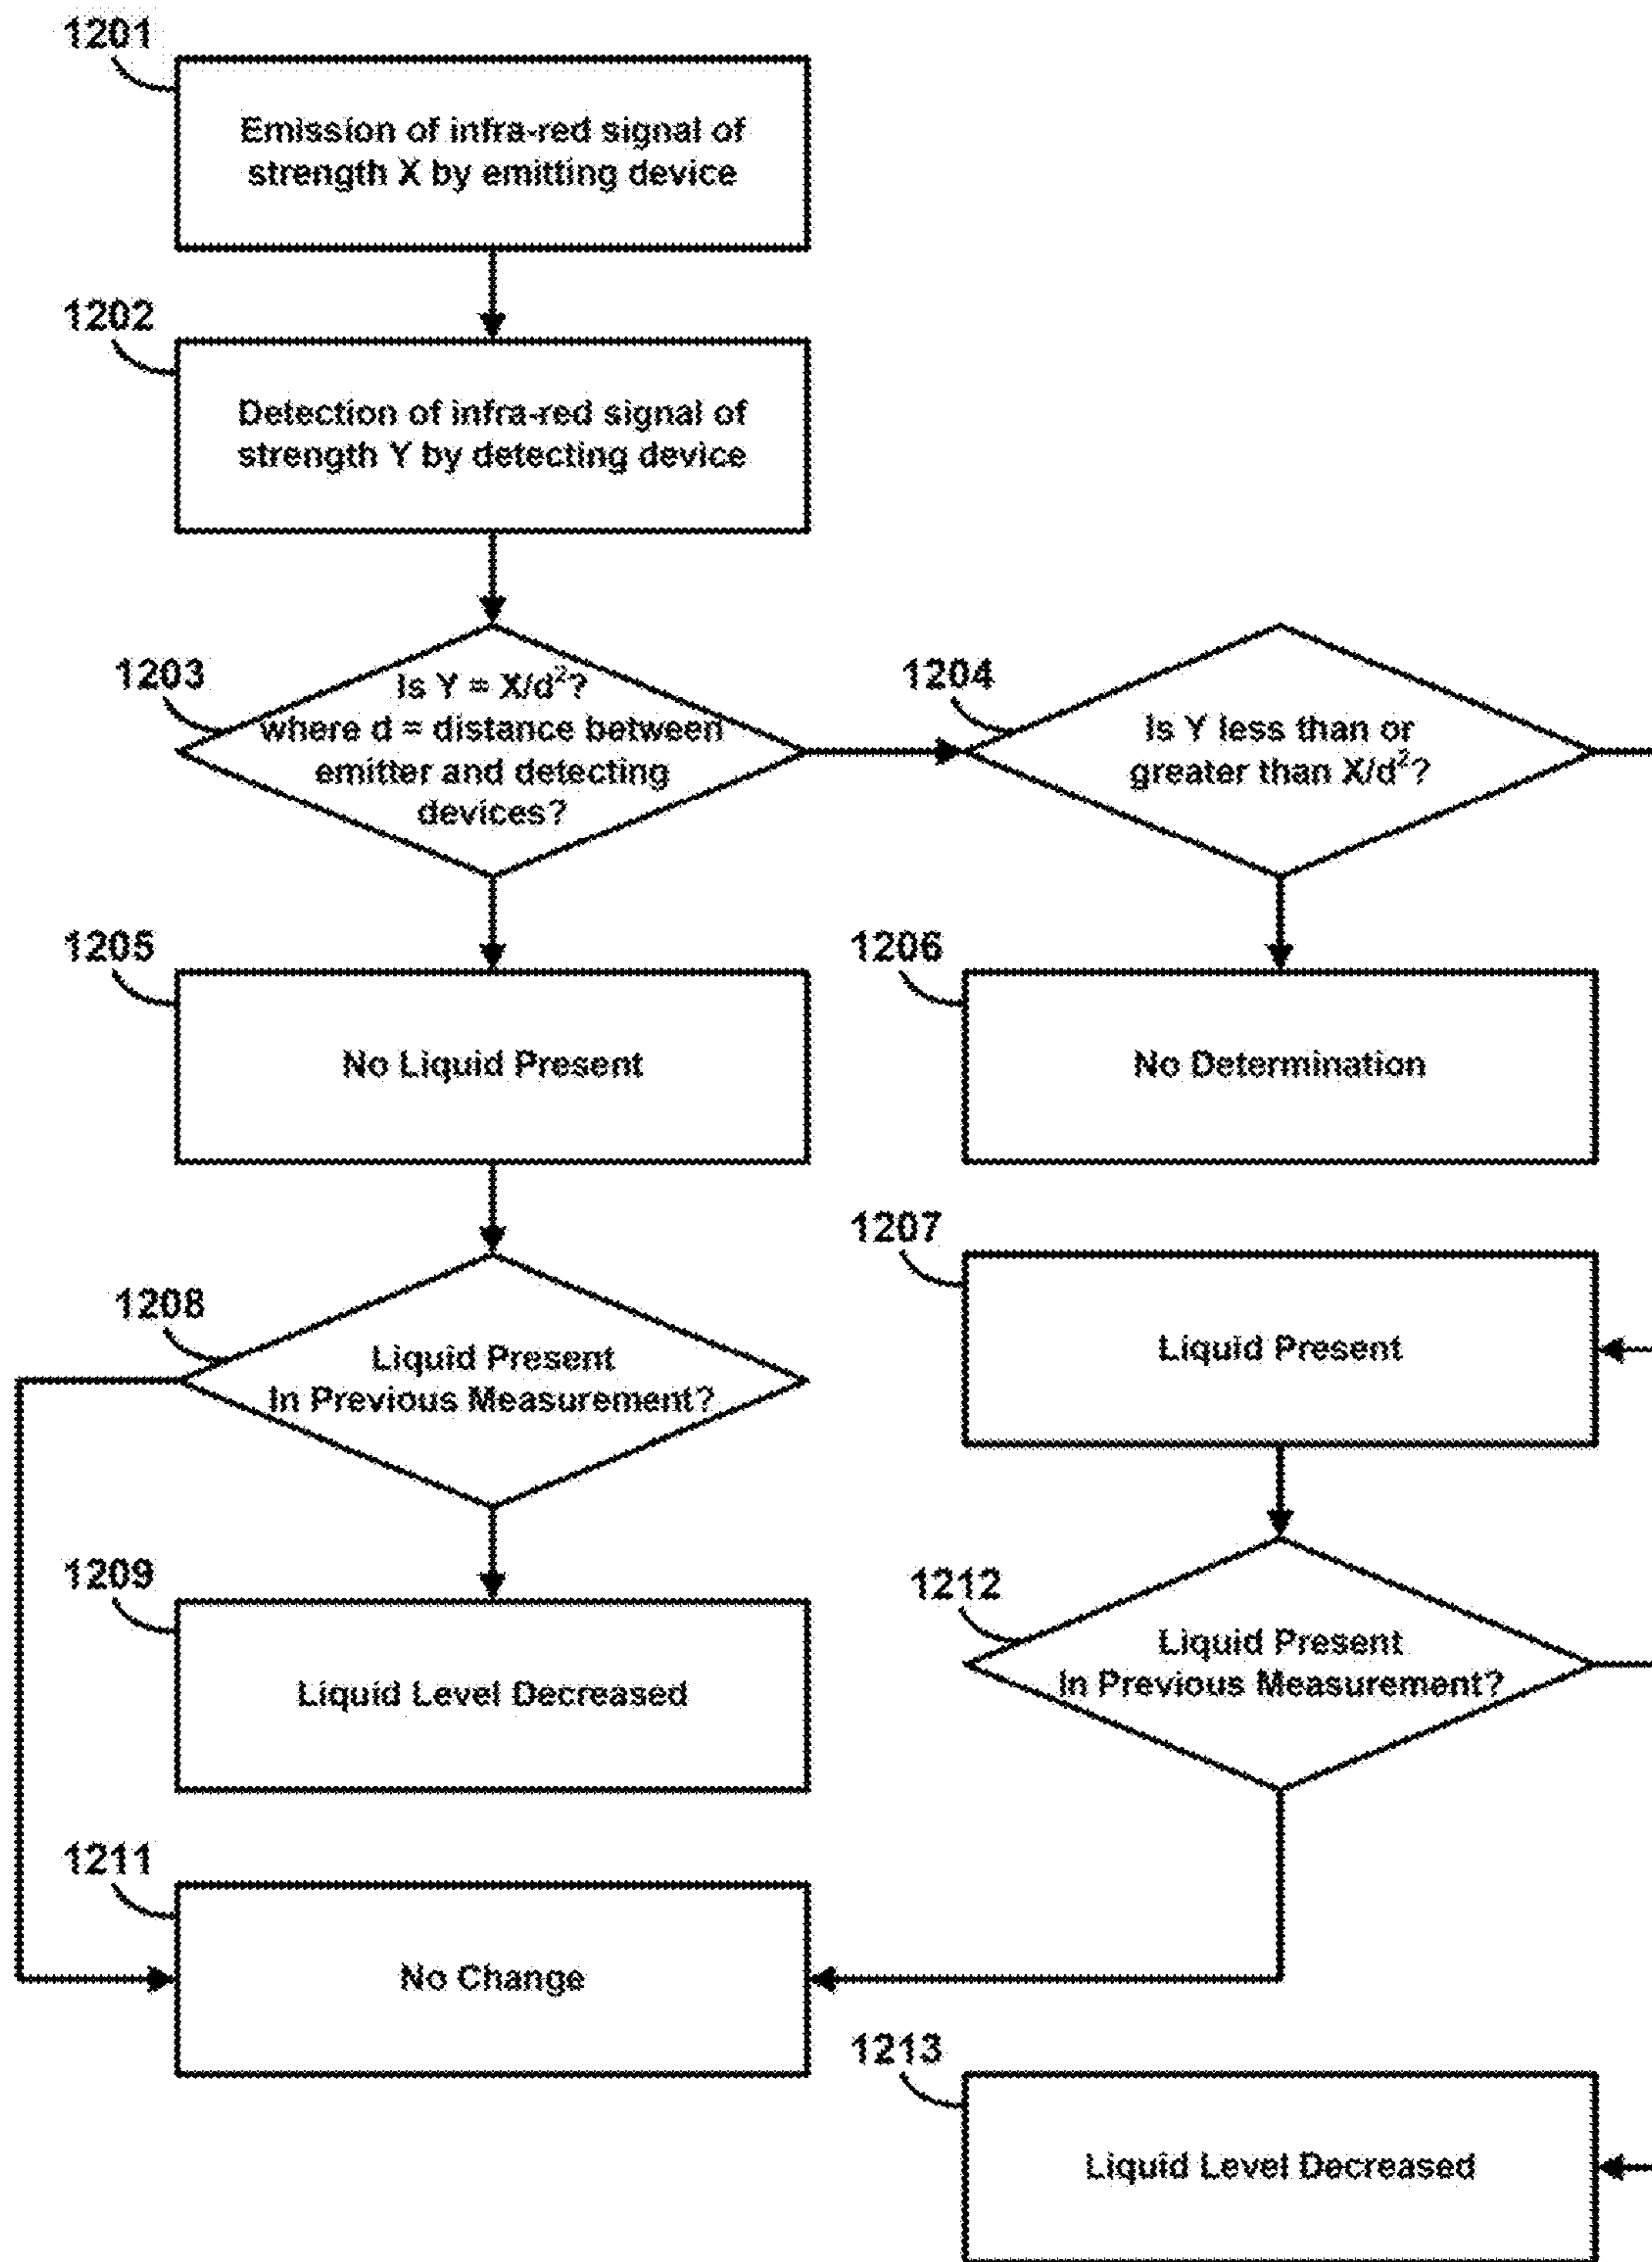 1201
Emission of infra-red signal of
strength X by emitting device
1202
Detection of infra-red signal of
strength Y by detecting device
1203
Is Y = X/d²?
where d = distance between
emitter and detecting
devices?
1204
Is Y less than or
greater than X/d²?
1205
No Liquid Present
1206
No Determination
1207
Liquid Present
1208
Liquid Present
In Previous Measurement?
1209
Liquid Level Decreased
1212
Liquid Present
In Previous Measurement?
1211
No Change
1213
Liquid Level Decreased